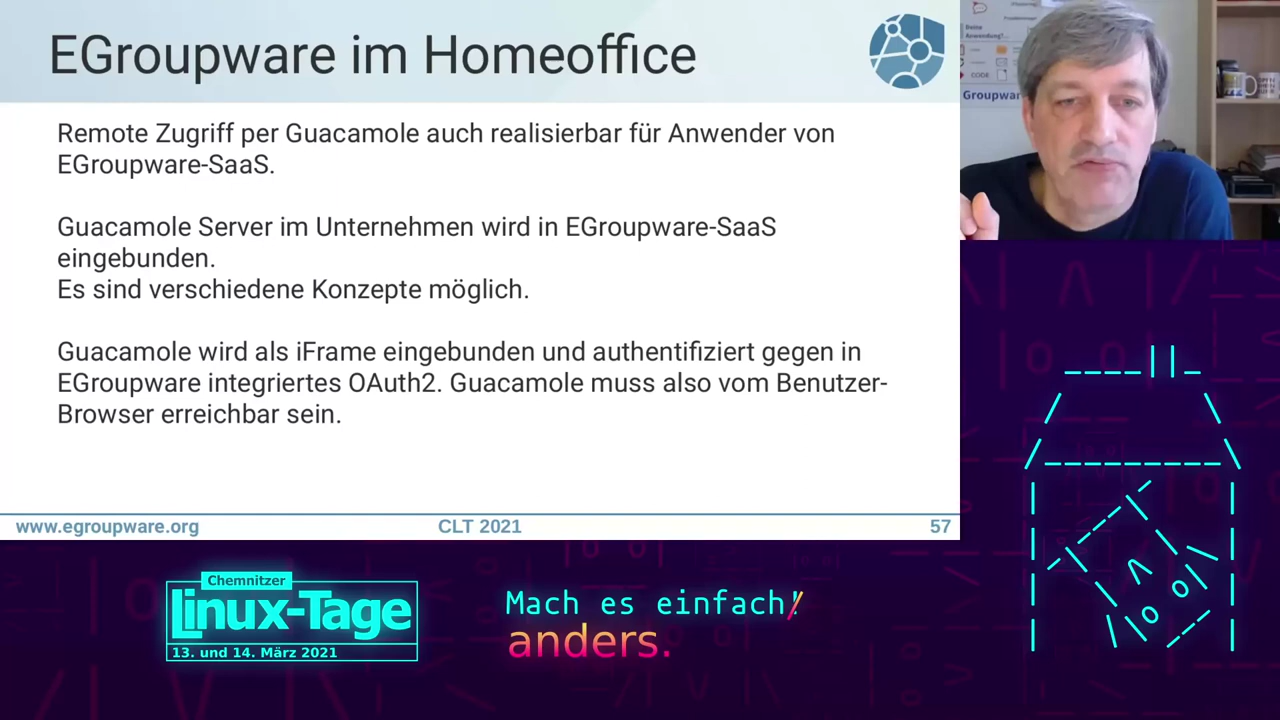 EGroupware im Homeoffice
Remote Zugriff per Guacamole auch realisierbar für Anwender von
EGroupware-SaaS.
Guacamole Server im Unternehmen wird in EGroupware-SaaS
eingebunden.
Es sind verschiedene Konzepte möglich.
Guacamole wird als iFrame eingebunden und authentifiziert gegen in
EGroupware integriertes OAuth2. Guacamole muss also vom Benutzer-
Browser erreichbar sein.
www.egroupware.org
CLT 2021
57
CODE
Groupwar
Chemnitzer
Linux-Tage
13. und 14. März 2021
Mach es einfach!
anders.